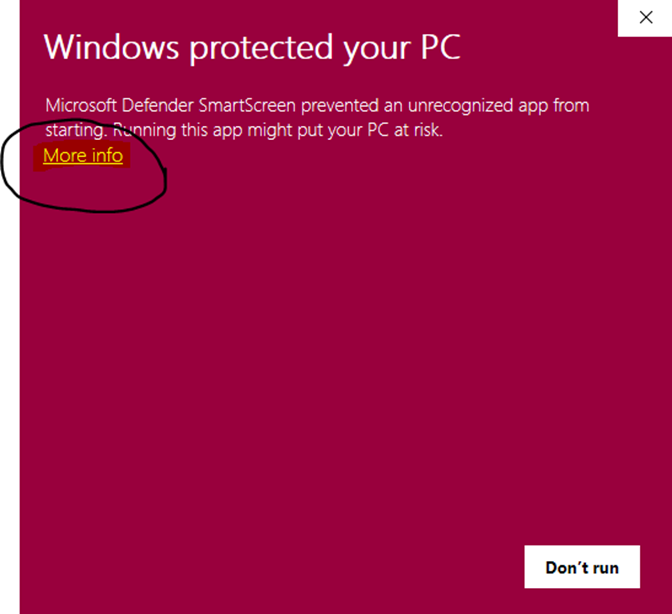 Windows protected your PC
Microsoft Defender SmartScreen prevented an unrecognized app from
starting. Running this app might put your PC at risk.
More info
Don't run